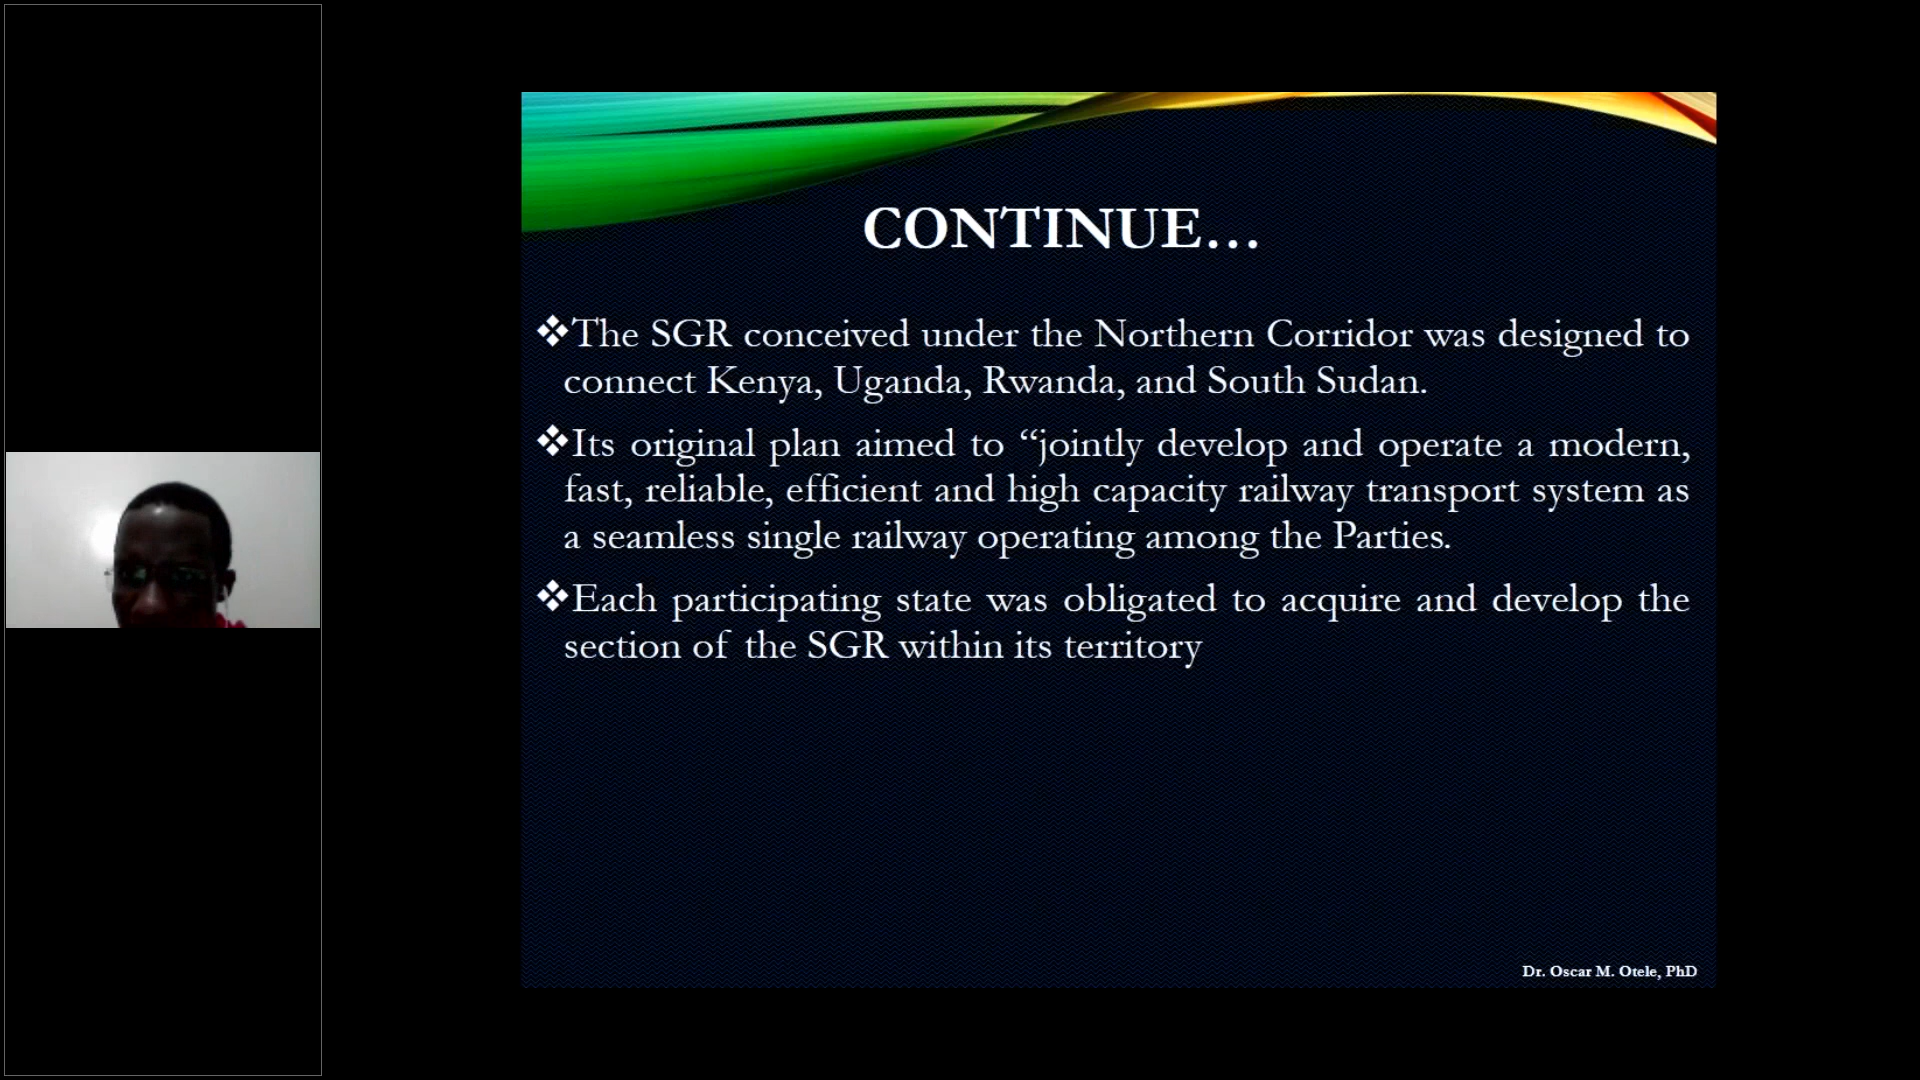 CONTINUE...
❖The SGR conceived under the Northern Corridor was designed to
connect Kenya, Uganda, Rwanda, and South Sudan.
❖Its original plan aimed to “jointly develop and operate a modern,
fast, reliable, efficient and high capacity railway transport system as
a seamless single railway operating among the Parties.
❖Each participating state was obligated to acquire and develop the
section of the SGR within its territory
Dr. Oscar M. Otele, PhD